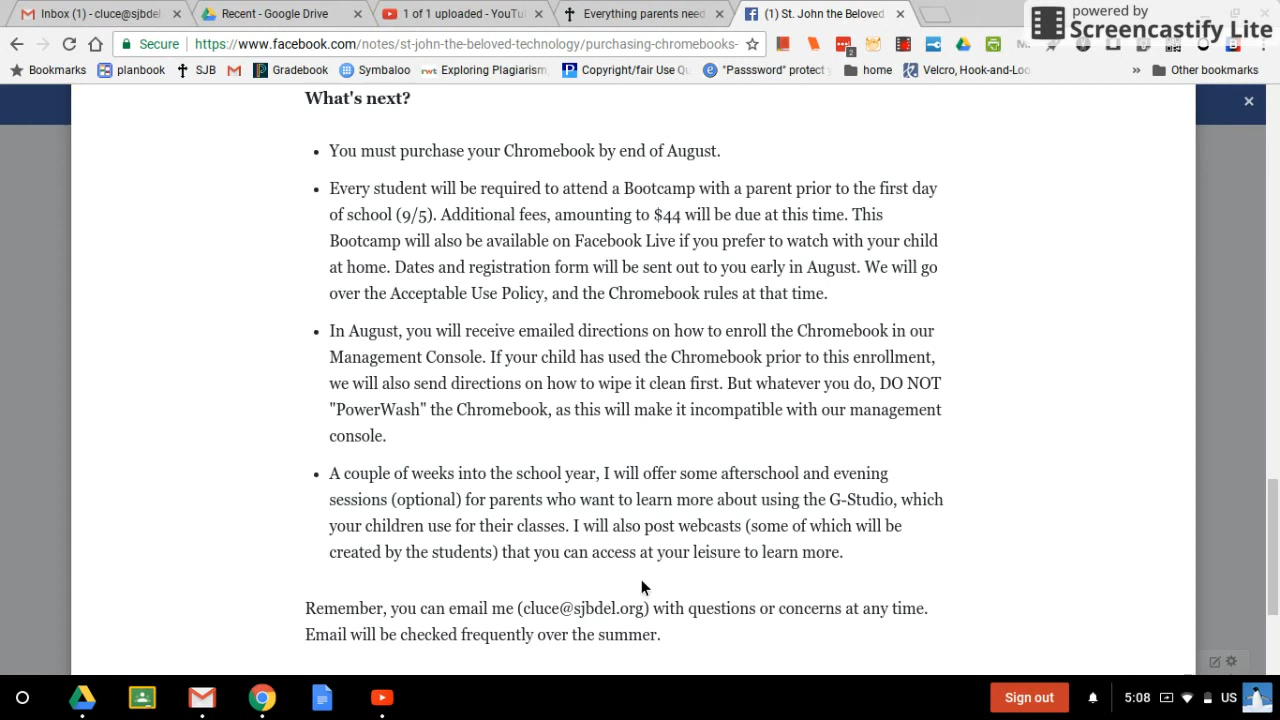 Inbox (1) - cluce@sjbdel
Recent - Google Drive
1 of 1 uploaded - YouTu
Everything parents need
(1) St. John the Beloved
powered by
Screencastify Lite
Secure
https://www.facebook.com/notes/st-john-the-beloved-technology/purchasing-chromebooks-
2
Bookmarks
planbook
SJB
Gradebook
Symbaloo
Exploring Plagiarism,
Copyright/fair Use Qu
"Passsword" protect y
home
Velcro, Hook-and-Loo
»
Other bookmarks
What's next?
• You must purchase your Chromebook by end of August.
• Every student will be required to attend a Bootcamp with a parent prior to the first day
of school (9/5). Additional fees, amounting to $44 will be due at this time. This
Bootcamp will also be available on Facebook Live if you prefer to watch with your child
at home. Dates and registration form will be sent out to you early in August. We will go
over the Acceptable Use Policy, and the Chromebook rules at that time.
• In August, you will receive emailed directions on how to enroll the Chromebook in our
Management Console. If your child has used the Chromebook prior to this enrollment,
we will also send directions on how to wipe it clean first. But whatever you do, DO NOT
"PowerWash" the Chromebook, as this will make it incompatible with our management
console.
• A couple of weeks into the school year, I will offer some afterschool and evening
sessions (optional) for parents who want to learn more about using the G-Studio, which
your children use for their classes. I will also post webcasts (some of which will be
created by the students) that you can access at your leisure to learn more.
Remember, you can email me (cluce@sjbdel.org) with questions or concerns at any time.
Email will be checked frequently over the summer.
Sign out
5:08
US